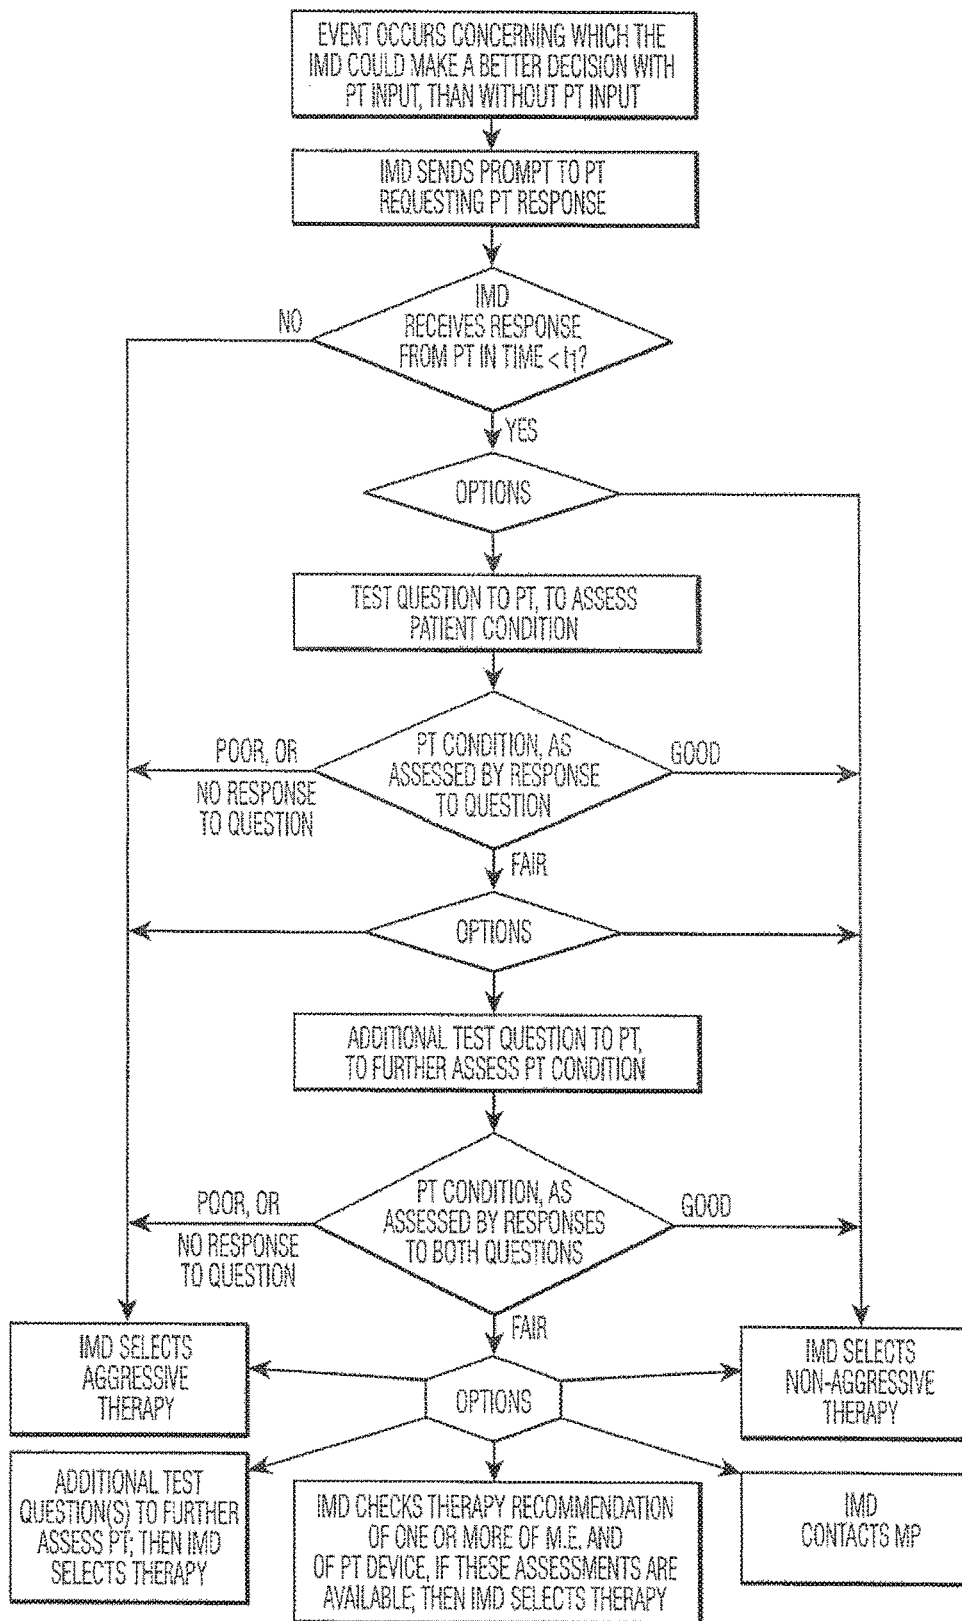 EVENT OCCURS CONCERNING WHICH THE
IMD COULD MAKE A BETTER DECISION WITH
PT INPUT, THAN WITHOUT PT INPUT
IMD SENDS PROMPT TO PT
REQUESTING PT RESPONSE
IMD
RECEIVES RESPONSE
FROM PT IN TIME < t1?
NO
YES
OPTIONS
TEST QUESTION TO PT, TO ASSESS
PATIENT CONDITION
PT CONDITION, AS
ASSESSED BY RESPONSE
TO QUESTION
POOR, OR
NO RESPONSE
TO QUESTION
GOOD
FAIR
OPTIONS
ADDITIONAL TEST QUESTION TO PT,
TO FURTHER ASSESS PT CONDITION
PT CONDITION, AS
ASSESSED BY RESPONSES
TO BOTH QUESTIONS
POOR, OR
NO RESPONSE
TO QUESTION
GOOD
FAIR
IMD SELECTS
AGGRESSIVE
THERAPY
OPTIONS
IMD SELECTS
NON-AGGRESSIVE
THERAPY
ADDITIONAL TEST
QUESTION(S) TO FURTHER
ASSESS PT; THEN IMD
SELECTS THERAPY
IMD CHECKS THERAPY RECOMMENDATION
OF ONE OR MORE OF M.E. AND
OF PT DEVICE, IF THESE ASSESSMENTS ARE
AVAILABLE; THEN IMD SELECTS THERAPY
IMD
CONTACTS MP